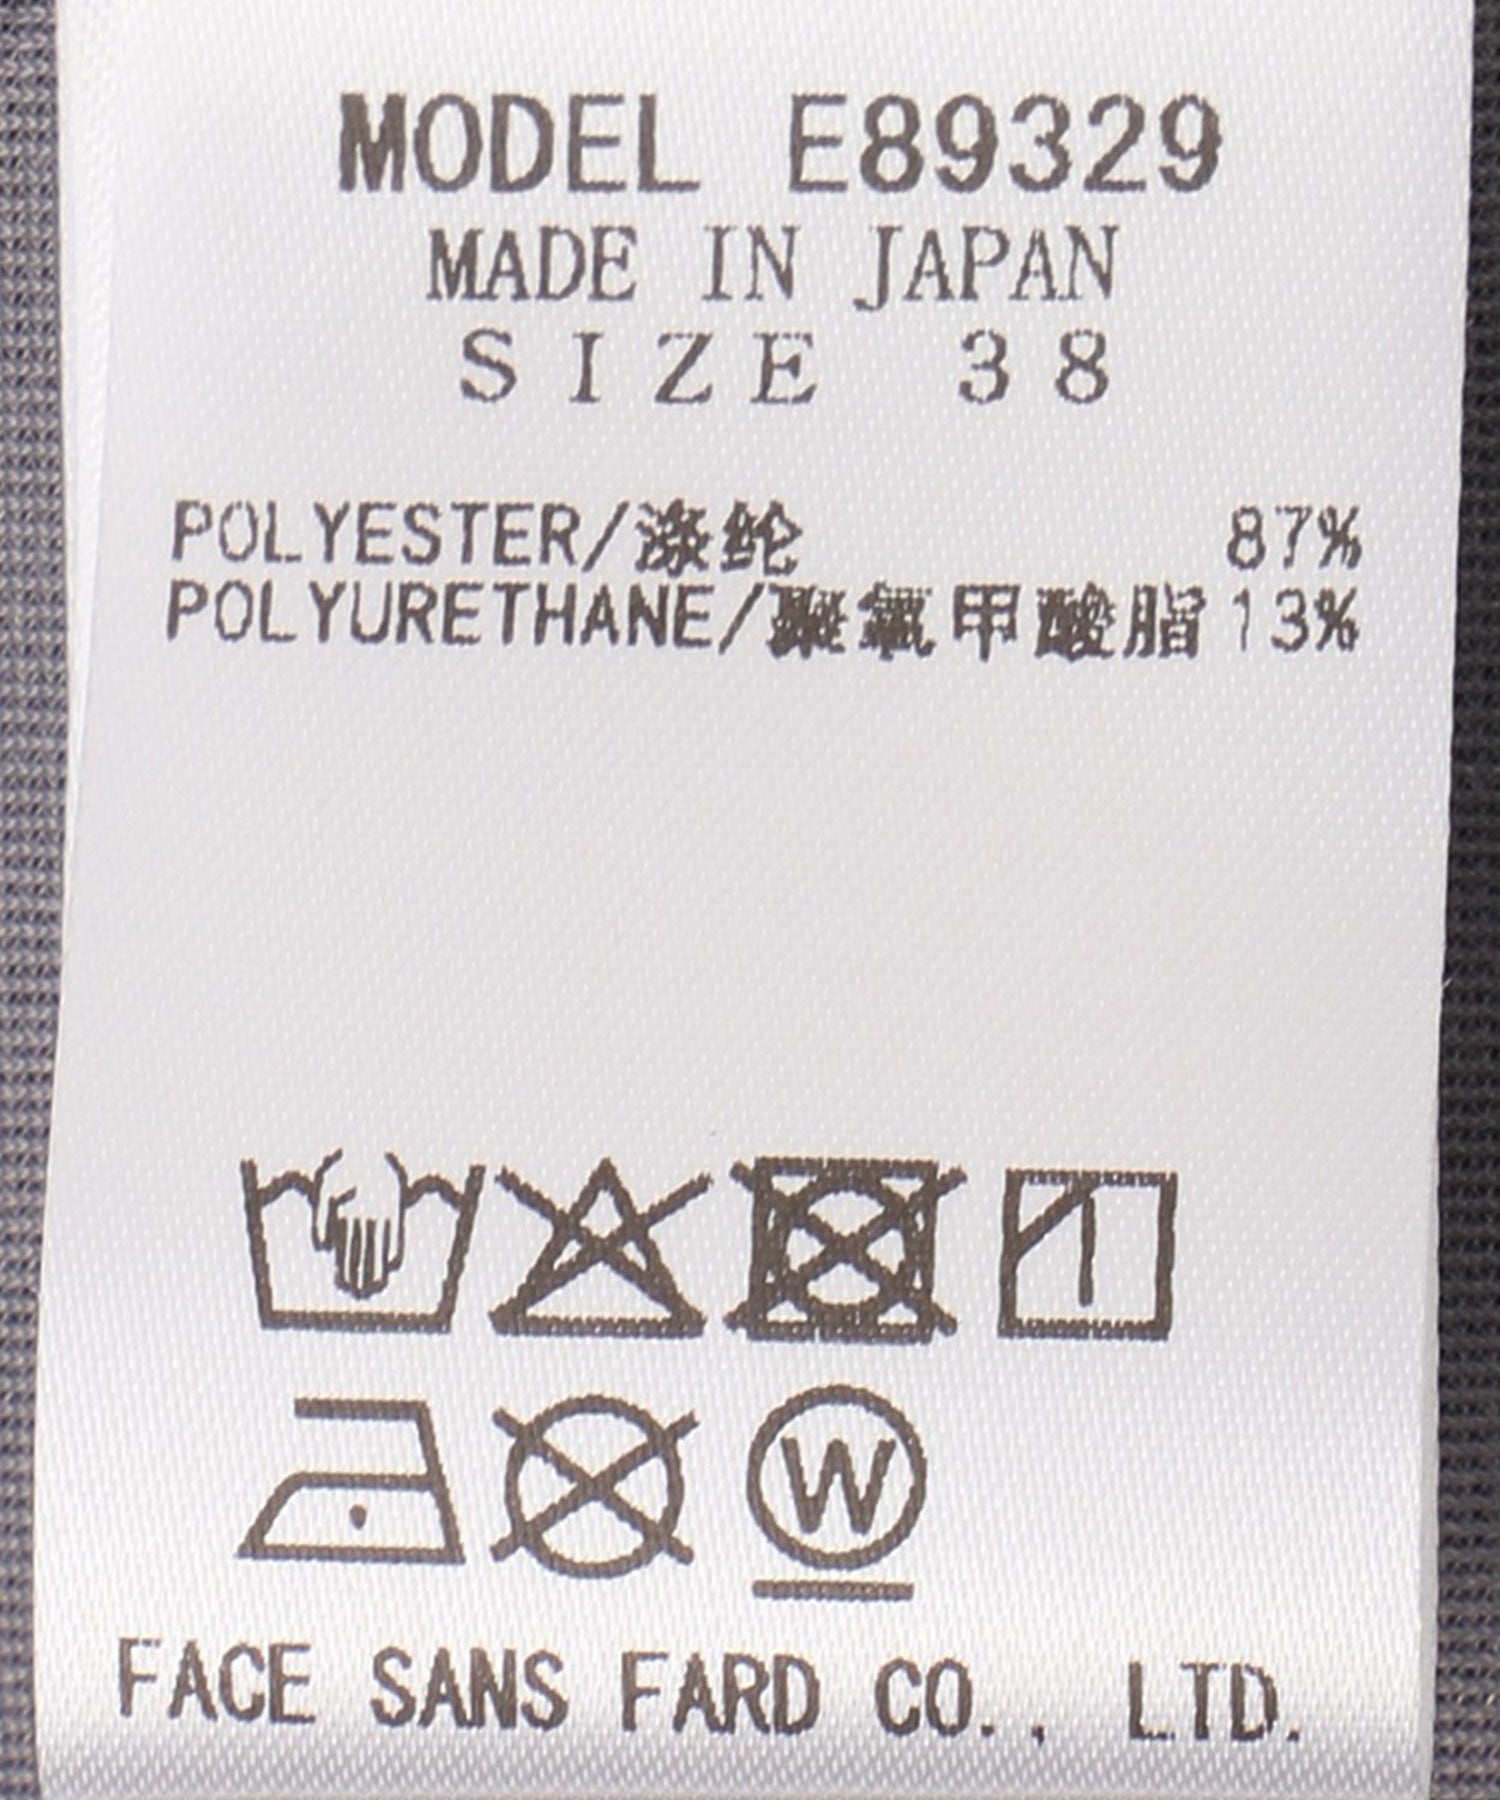 MODEL E89329
MADE IN JAPAN
SIZE 38
POLYESTER/涤纶 87%
POLYURETHANE/聚氨甲酸脂 13%
W
FACE SANS FARD CO., LTD.